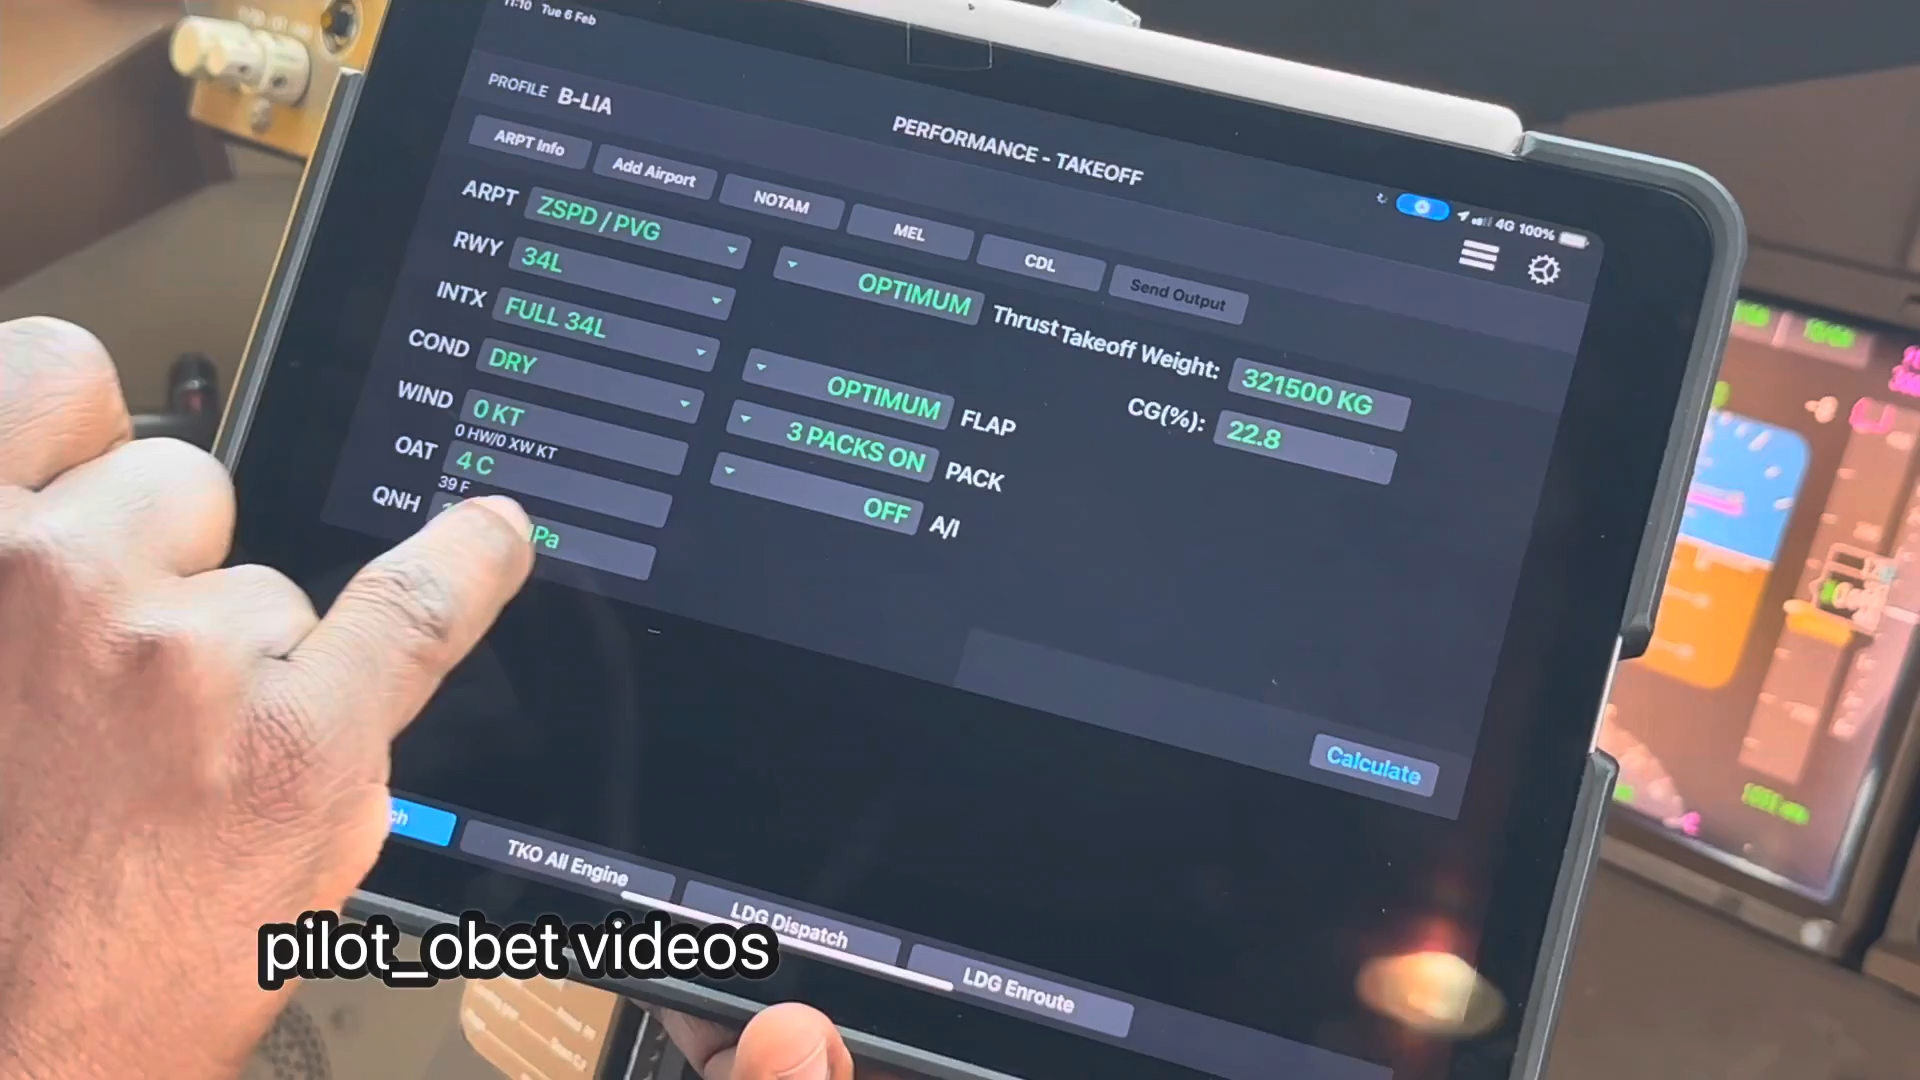 11:10 Tue 6 Feb
4G 100%
PROFILE B-LIA
PERFORMANCE - TAKEOFF
ARPT Info
Add Airport
NOTAM
MEL
CDL
Send Output
ARPT ZSPD / PVG
RWY 34L
INTX FULL 34L
COND DRY
WIND 0 KT
0 HW/0 XW KT
OAT 4 C
39 F
QNH
OPTIMUM Thrust
OPTIMUM FLAP
3 PACKS ON PACK
OFF A/I
Takeoff Weight: 321500 KG
CG(%): 22.8
Calculate
TKO All Engine
LDG Dispatch
LDG Enroute
pilot_obet videos